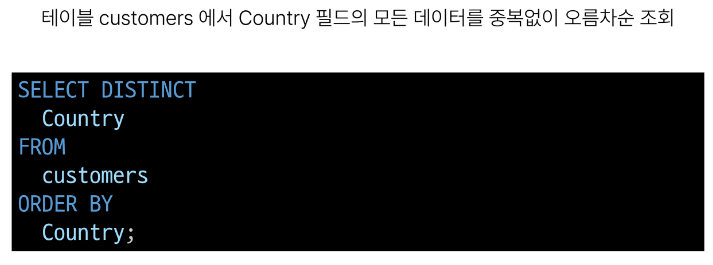 테이블 customers 에서 Country 필드의 모든 데이터를 중복없이 오름차순 조회
SELECT DISTINCT
  Country
FROM
  customers
ORDER BY
  Country;